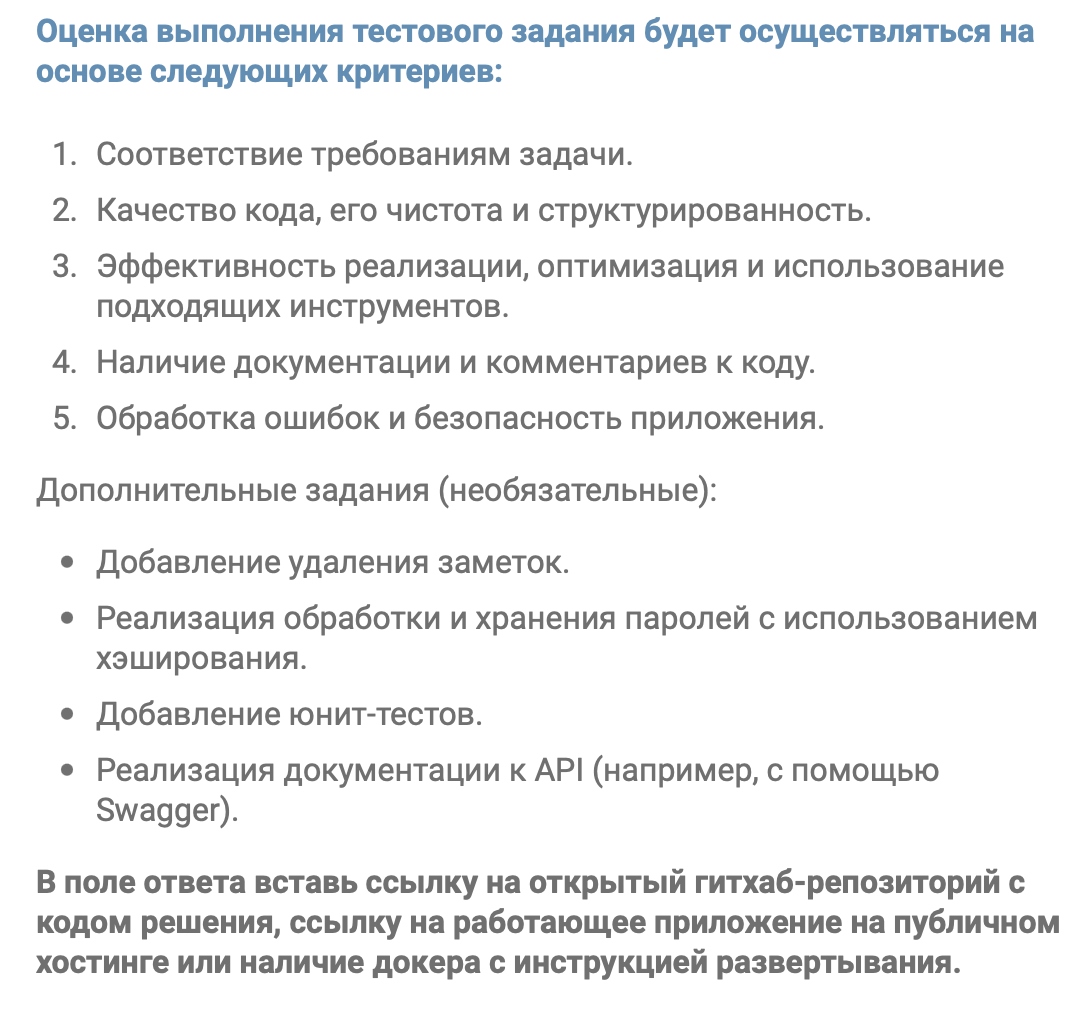 Оценка выполнения тестового задания будет осуществляться на
основе следующих критериев:
1. Соответствие требованиям задачи.
2. Качество кода, его чистота и структурированность.
3. Эффективность реализации, оптимизация и использование
подходящих инструментов.
4. Наличие документации и комментариев к коду.
5. Обработка ошибок и безопасность приложения.
Дополнительные задания (необязательные):
• Добавление удаления заметок.
• Реализация обработки и хранения паролей с использованием
хэширования.
• Добавление юнит-тестов.
• Реализация документации к API (например, с помощью
Swagger).
В поле ответа вставь ссылку на открытый гитхаб-репозиторий с
кодом решения, ссылку на работающее приложение на публичном
хостинге или наличие докера с инструкцией развертывания.